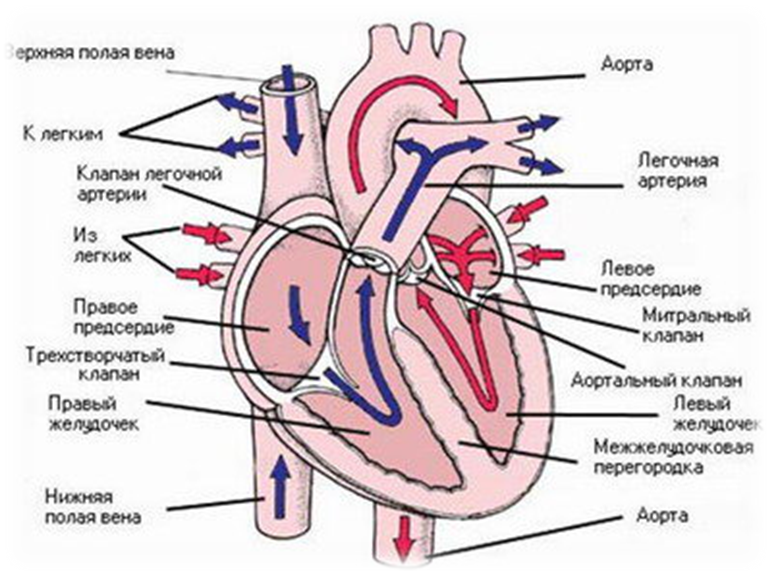 Верхняя полая вена
К легким
Клапан легочной
артерии
Из
легких
Правое
предсердие
Трехстворчатый
клапан
Правый
желудочек
Нижняя
полая вена
Аорта
Легочная
артерия
Левое
предсердие
Митральный
клапан
Аортальный клапан
Левый
желудочек
Межжелудочковая
перегородка
Аорта